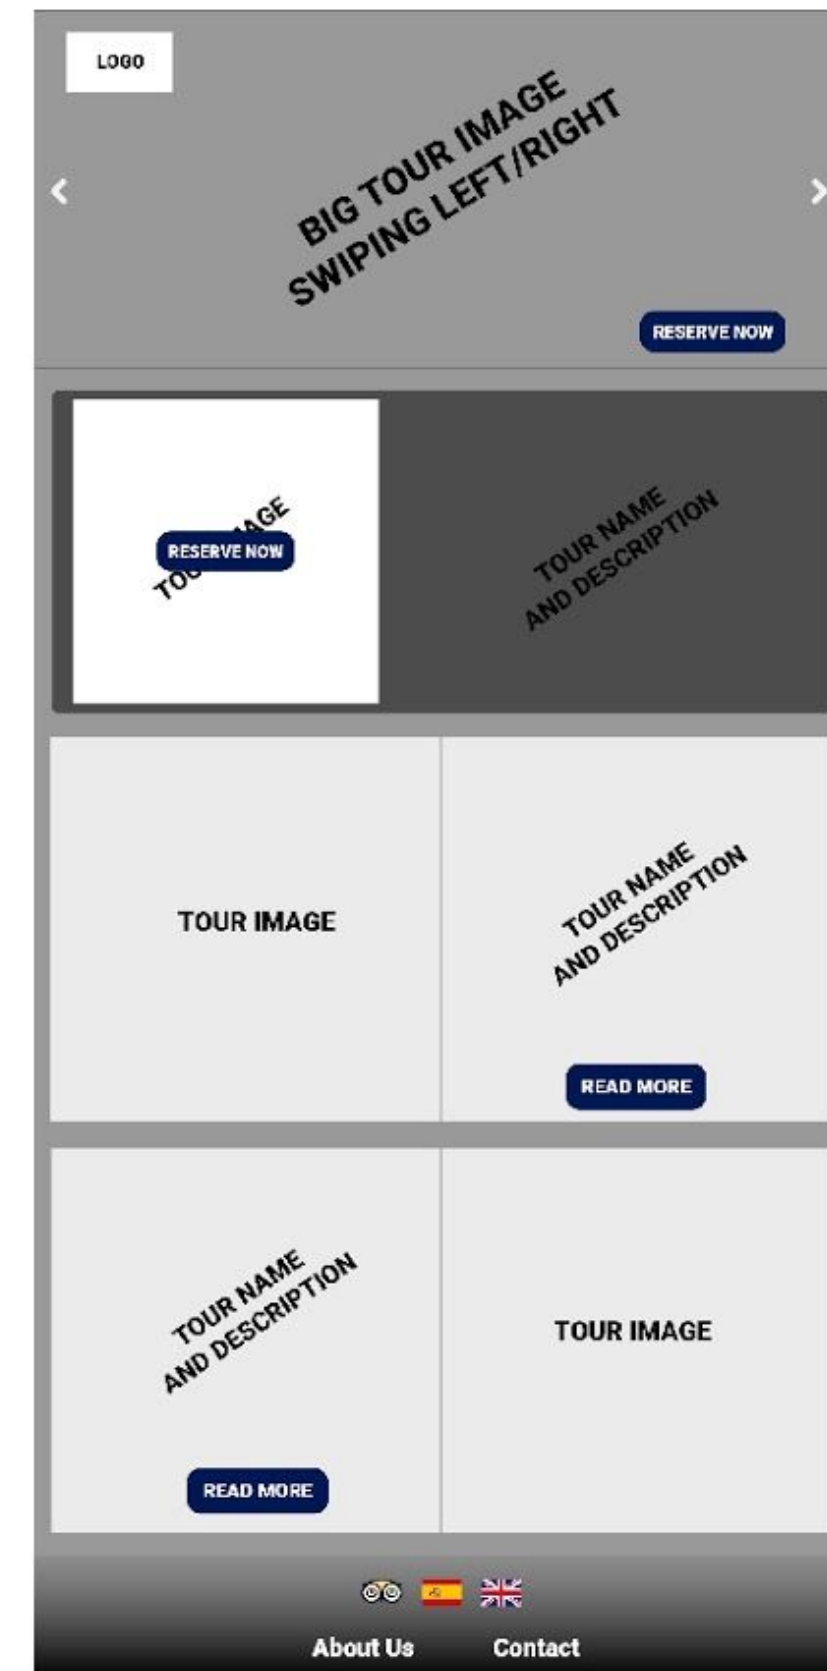 LOGO
BIG TOUR IMAGE
SWIPING LEFT/RIGHT
RESERVE NOW
RESERVE NOW
TOUR NAME
AND DESCRIPTION
TOUR IMAGE
TOUR NAME
AND DESCRIPTION
READ MORE
TOUR NAME
AND DESCRIPTION
TOUR IMAGE
READ MORE
About Us Contact